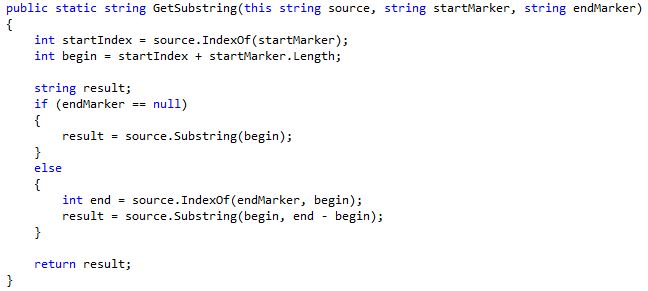 public static string GetSubstring(this string source, string startMarker, string endMarker)
{
    int startIndex = source.IndexOf(startMarker);
    int begin = startIndex + startMarker.Length;

    string result;
    if (endMarker == null)
    {
        result = source.Substring(begin);
    }
    else
    {
        int end = source.IndexOf(endMarker, begin);
        result = source.Substring(begin, end - begin);
    }

    return result;
}